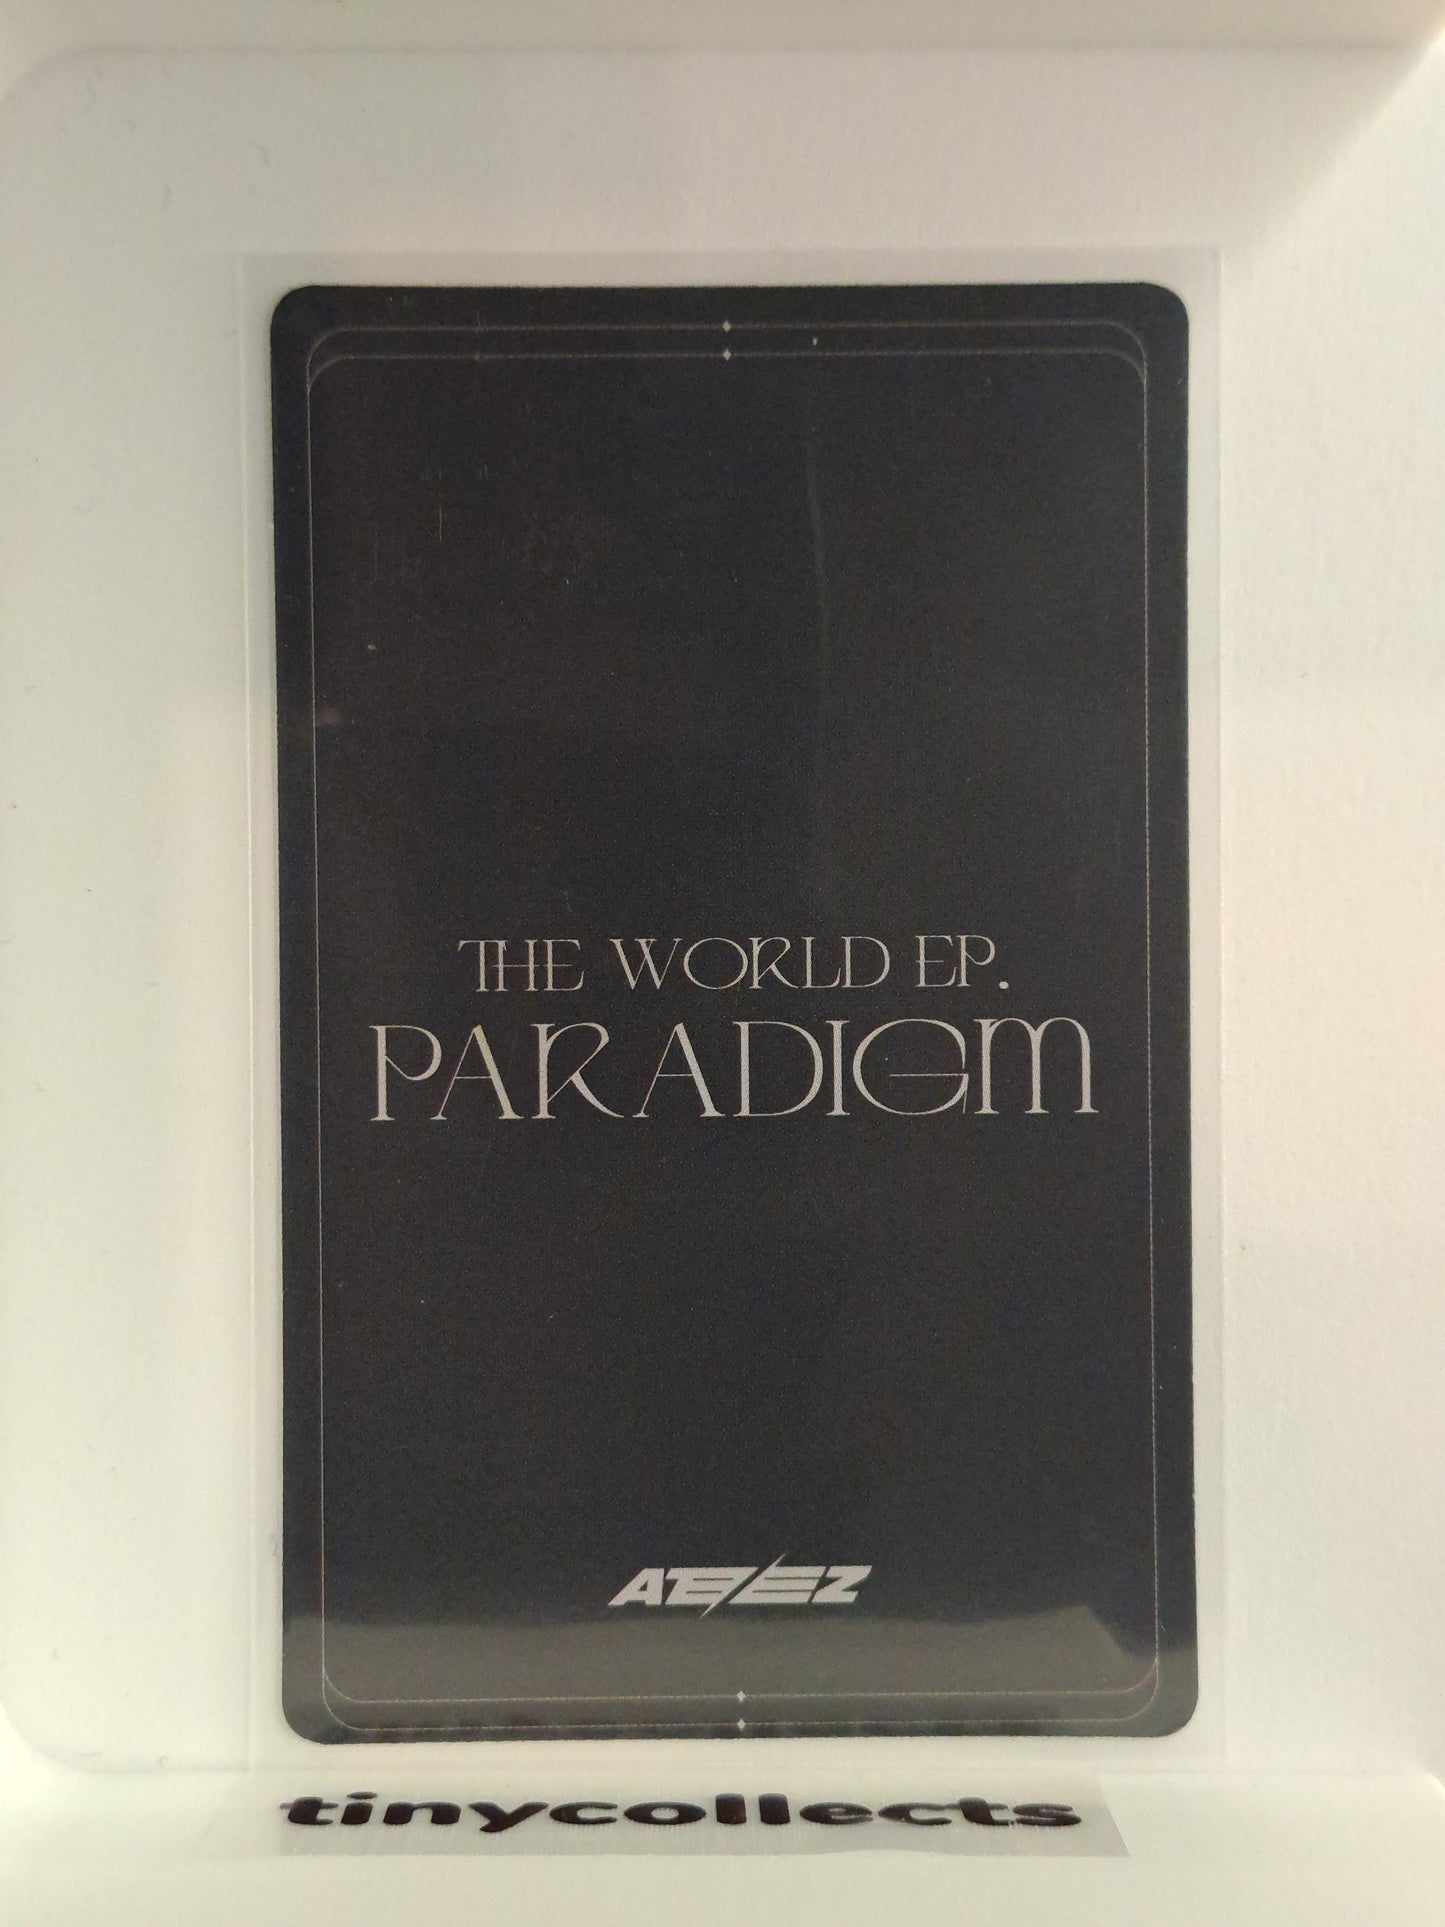 THE WORLD EP.
PARADIGM
ATEEZ
tinycollects